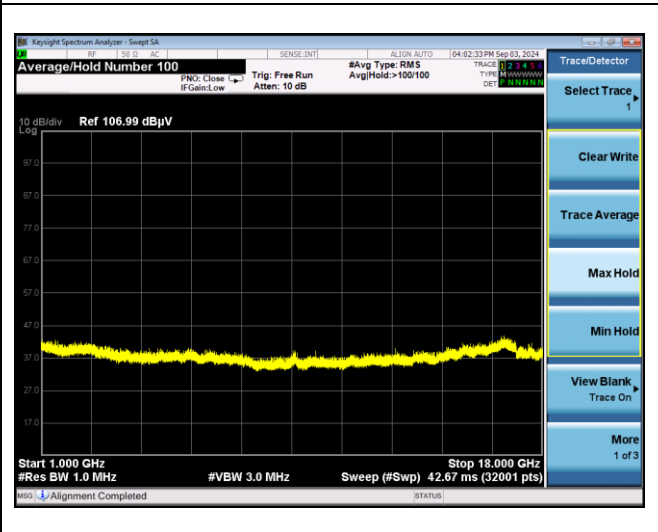 Keysight Spectrum Analyzer - Swept SA
RF 50 Ω AC SENSE:INT ALIGN AUTO 04:02:33 PM Sep 03, 2024
Average/Hold Number 100
PNO: Close
IFGain:Low
Trig: Free Run
Atten: 10 dB
#Avg Type: RMS
Avg|Hold:>100/100
TRACE 1 2 3 4 5 6
TYPE M W W W W W
DET P N N N N N
10 dB/div Ref 106.99 dBµV
Log
97.0
87.0
77.0
67.0
57.0
47.0
37.0
27.0
17.0
Start 1.000 GHz Stop 18.000 GHz
#Res BW 1.0 MHz #VBW 3.0 MHz Sweep (#Swp) 42.67 ms (32001 pts)
MSG Alignment Completed STATUS
Trace/Detector
Select Trace
1
Clear Write
Trace Average
Max Hold
Min Hold
View Blank
Trace On
More
1 of 3